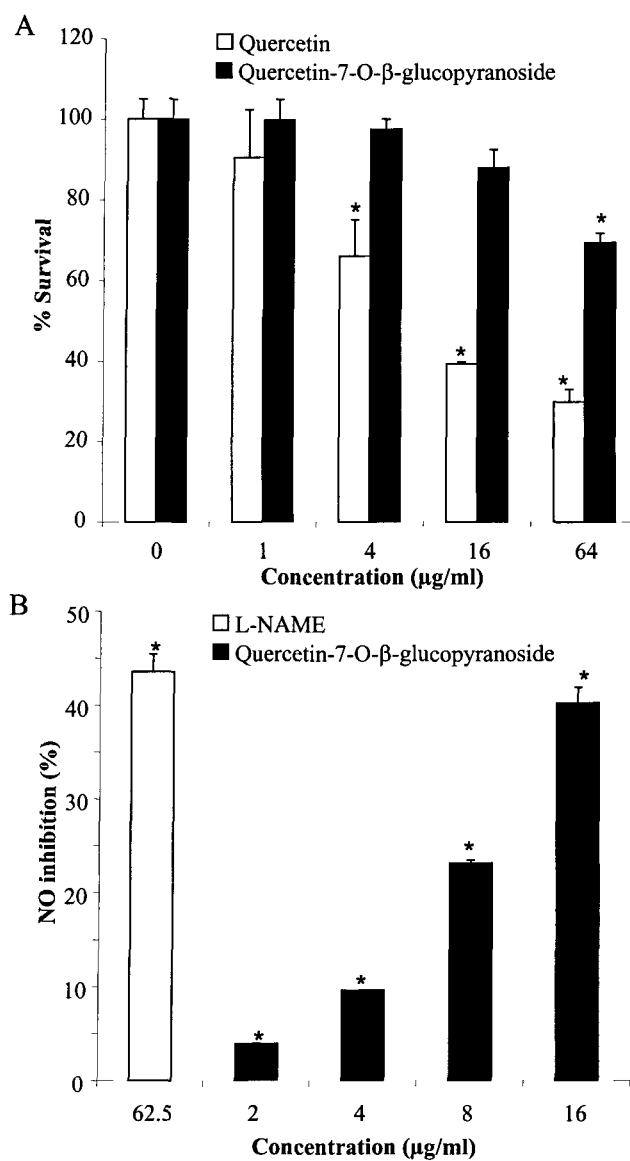 A
120
100
80
60
40
20
0
% Survival
Quercetin
Quercetin-7-O-β-glucopyranoside
*
*
*
*
0 1 4 16 64
Concentration (µg/ml)
B
50
40
30
20
10
0
NO inhibition (%)
L-NAME
Quercetin-7-O-β-glucopyranoside
*
*
*
*
*
62.5 2 4 8 16
Concentration (µg/ml)